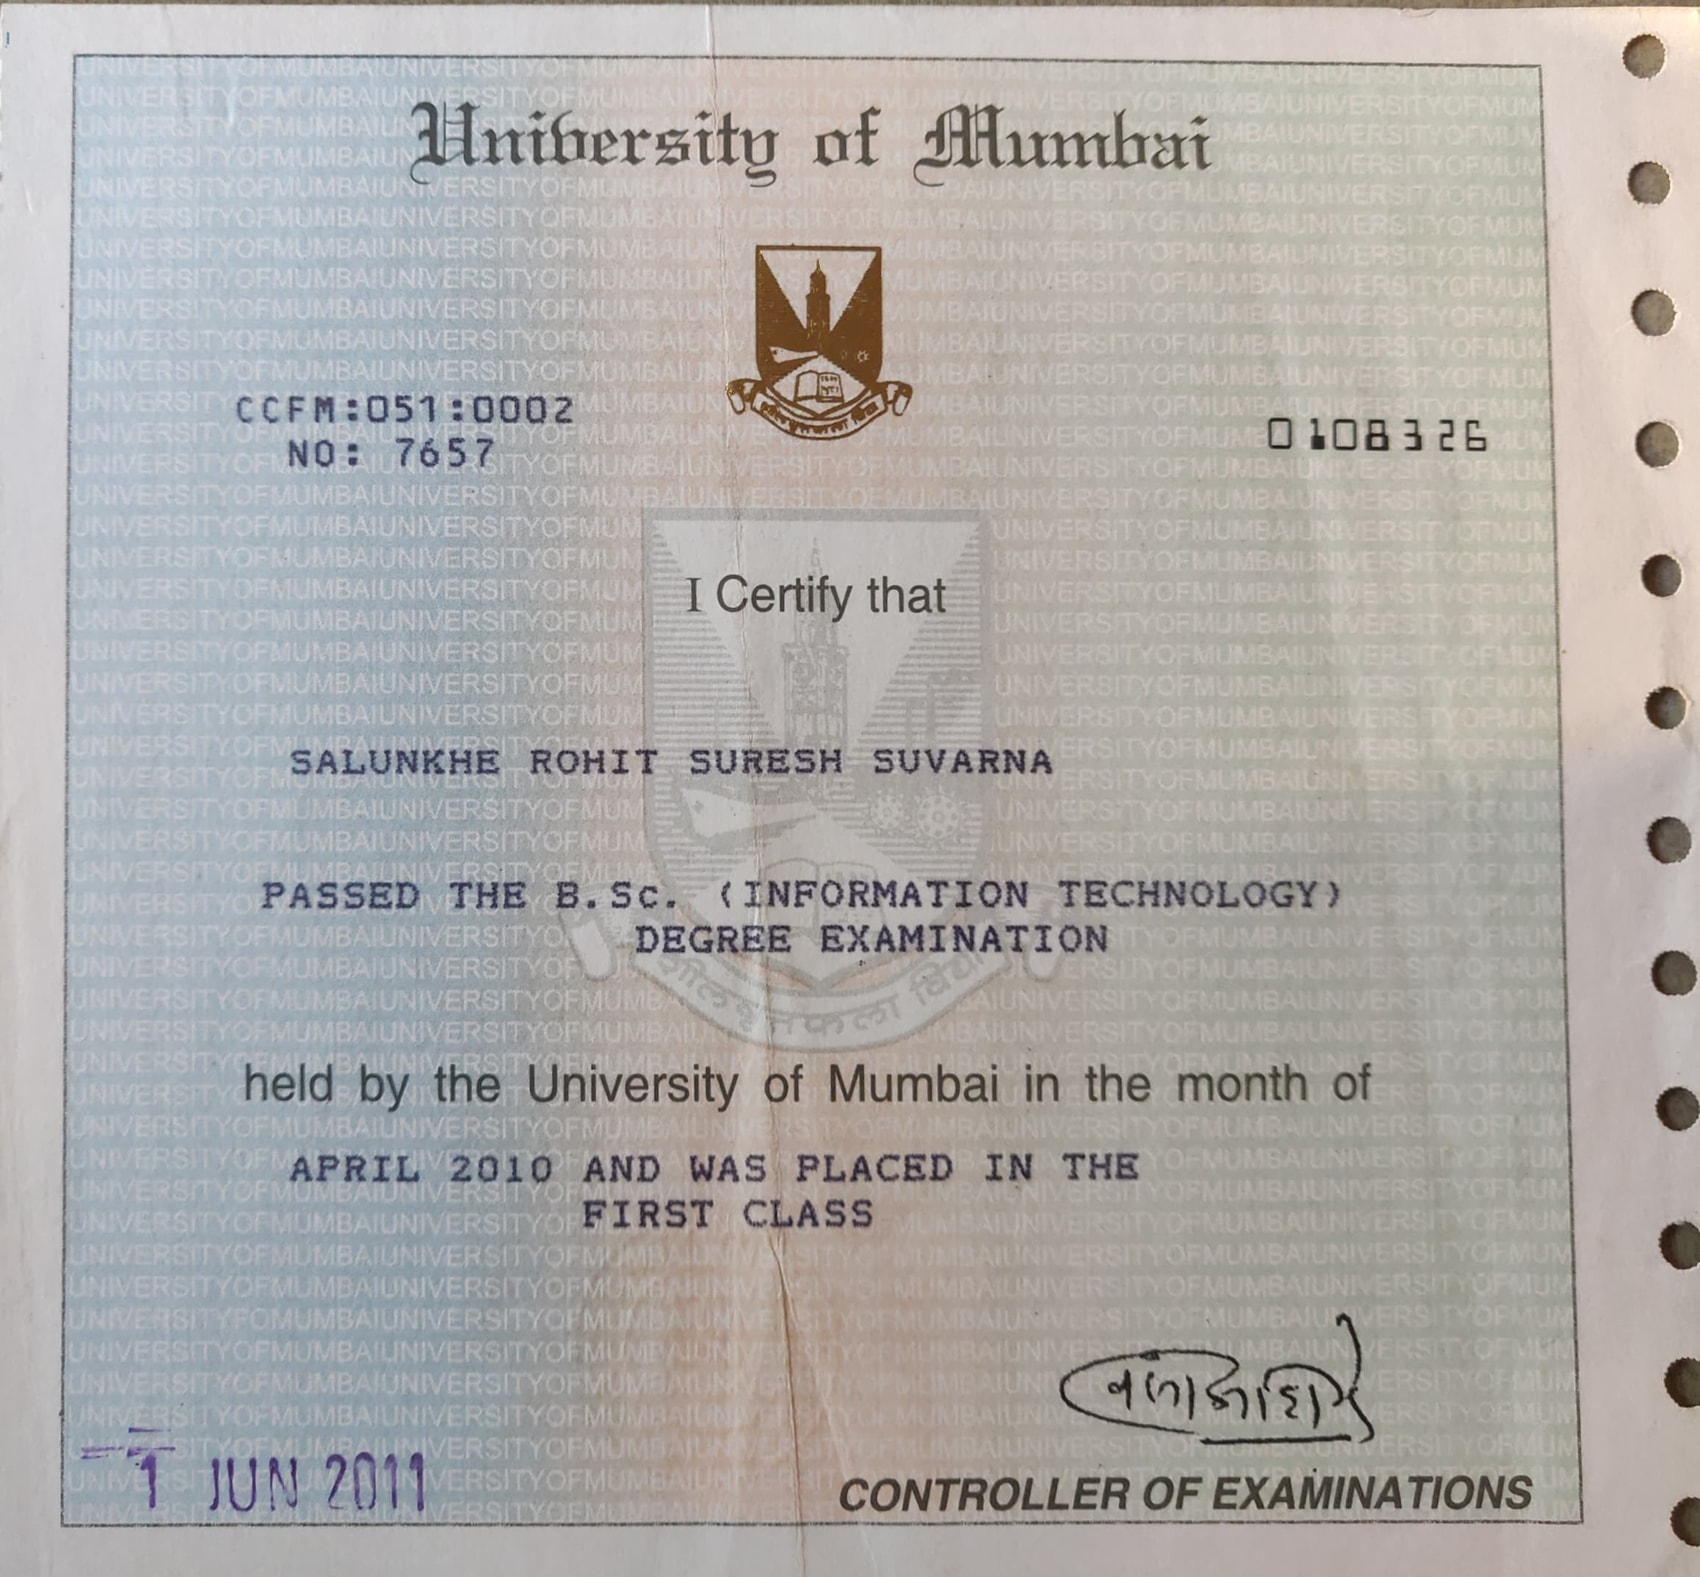 University of Mumbai
CCFM:051:0002
NO: 7657
0108326
I Certify that
SALUNKHE ROHIT SURESH SUVARNA
PASSED THE B.Sc. (INFORMATION TECHNOLOGY)
DEGREE EXAMINATION
शीलवृत्तफला विद्या
held by the University of Mumbai in the month of
APRIL 2010 AND WAS PLACED IN THE
FIRST CLASS
1 JUN 2011
CONTROLLER OF EXAMINATIONS